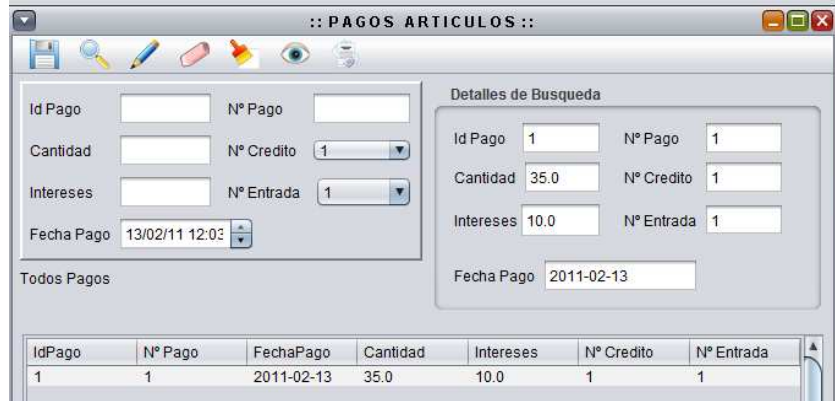 :: PAGOS ARTICULOS ::
Id Pago Nº Pago
Cantidad Nº Credito 1
Intereses Nº Entrada 1
Fecha Pago 13/02/11 12:03
Todos Pagos
Detalles de Busqueda
Id Pago 1 Nº Pago 1
Cantidad 35.0 Nº Credito 1
Intereses 10.0 Nº Entrada 1
Fecha Pago 2011-02-13
IdPago Nº Pago FechaPago Cantidad Intereses Nº Credito Nº Entrada
1 1 2011-02-13 35.0 10.0 1 1